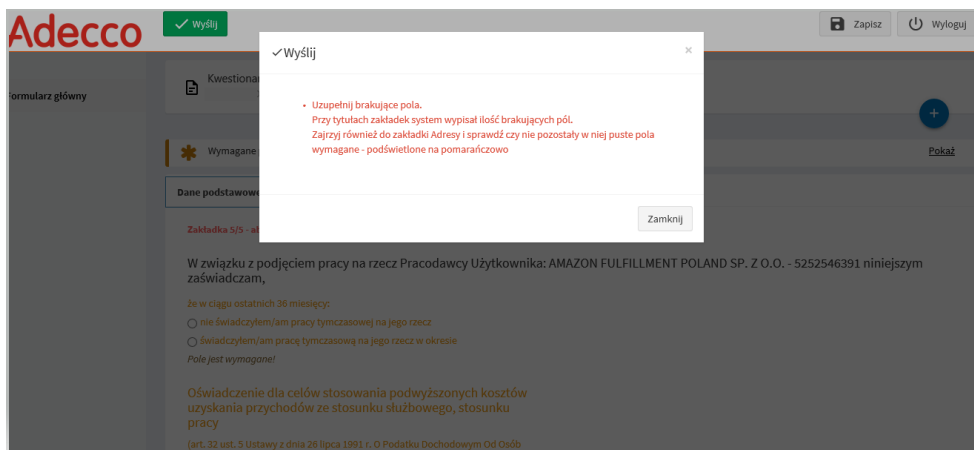 Adecco
Wyślij
Zapisz
Wyloguj
Wyślij
×
Kwestiona
Formularz główny
• Uzupełnij brakujące pola.
Przy tytułach zakładek system wypisał ilość brakujących pól.
Zajrzyj również do zakładki Adresy i sprawdź czy nie pozostały w niej puste pola
wymagane - podświetlone na pomarańczowo
Wymagane
Pokaż
Dane podstawowe
Zamknij
Zakładka 5/5 - a
W związku z podjęciem pracy na rzecz Pracodawcy Użytkownika: AMAZON FULFILLMENT POLAND SP. Z O.O. - 5252546391 niniejszym
zaświadczam,
że w ciągu ostatnich 36 miesięcy:
nie świadczyłem/am pracy tymczasowej na jego rzecz
świadczyłem/am pracę tymczasową na jego rzecz w okresie
Pole jest wymagane!
Oświadczenie dla celów stosowania podwyższonych kosztów
uzyskania przychodów ze stosunku służbowego, stosunku
pracy
(art. 32 ust. 5 Ustawy z dnia 26 lipca 1991 r. O Podatku Dochodowym Od Osób